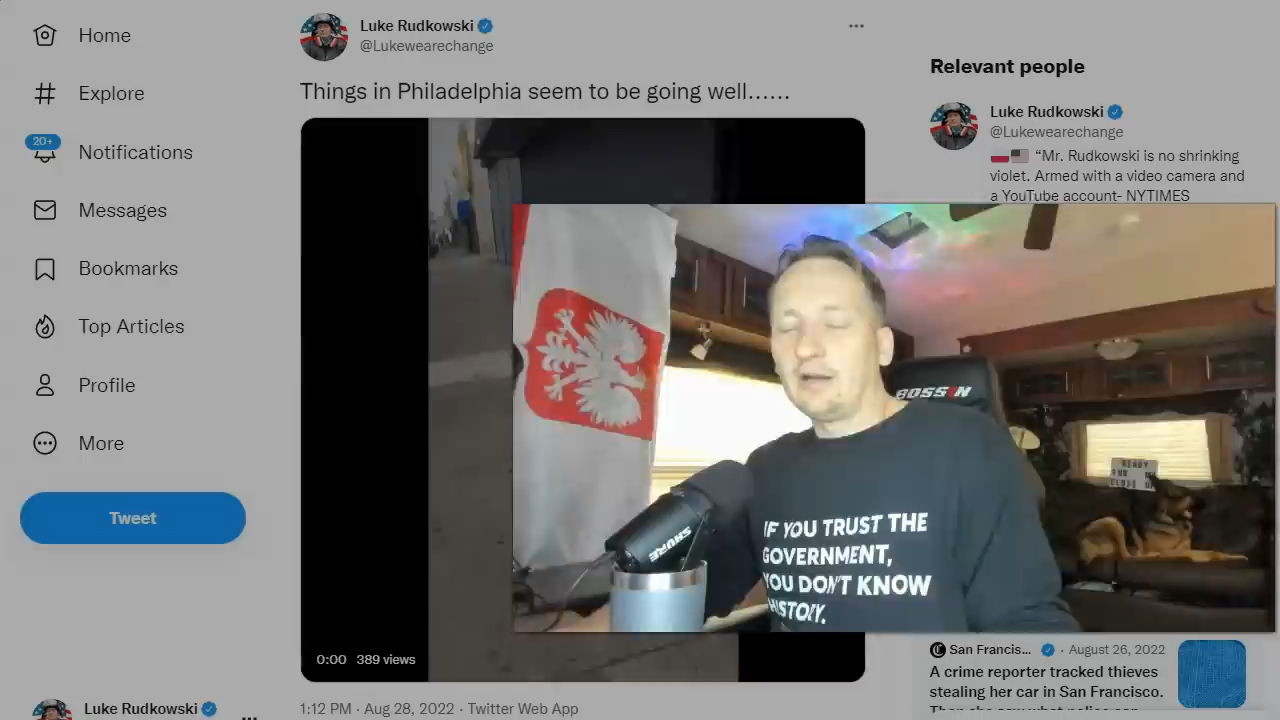 Home
Explore
20+
Notifications
Messages
Bookmarks
Top Articles
Profile
More
Tweet
Luke Rudkowski
Luke Rudkowski
@Lukewearechange
Things in Philadelphia seem to be going well......
0:00 389 views
1:12 PM · Aug 28, 2022 · Twitter Web App
Relevant people
Luke Rudkowski
@Lukewearechange
“Mr. Rudkowski is no shrinking
violet. Armed with a video camera and
a YouTube account- NYTIMES
BOSSIN
READY
CLOSE
SHURE
IF YOU TRUST THE
GOVERNMENT,
YOU DON'T KNOW
HISTORY.
San Francis... · August 26, 2022
A crime reporter tracked thieves
stealing her car in San Francisco.